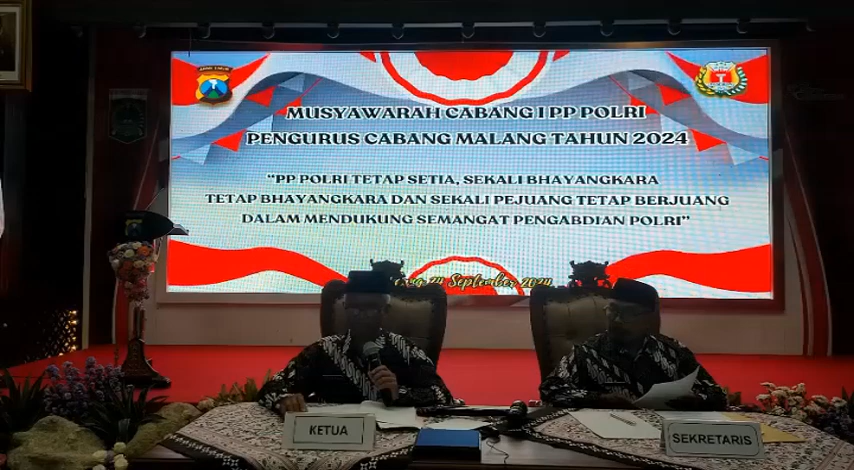 MUSYAWARAH CABANG I PP POLRI
PENGURUS CABANG MALANG TAHUN 2024
"PP POLRI TETAP SETIA, SEKALI BHAYANGKARA
TETAP BHAYANGKARA DAN SEKALI PEJUANG TETAP BERJUANG
DALAM MENDUKUNG SEMANGAT PENGABDIAN POLRI"
24 September 2024
KETUA
SEKRETARIS